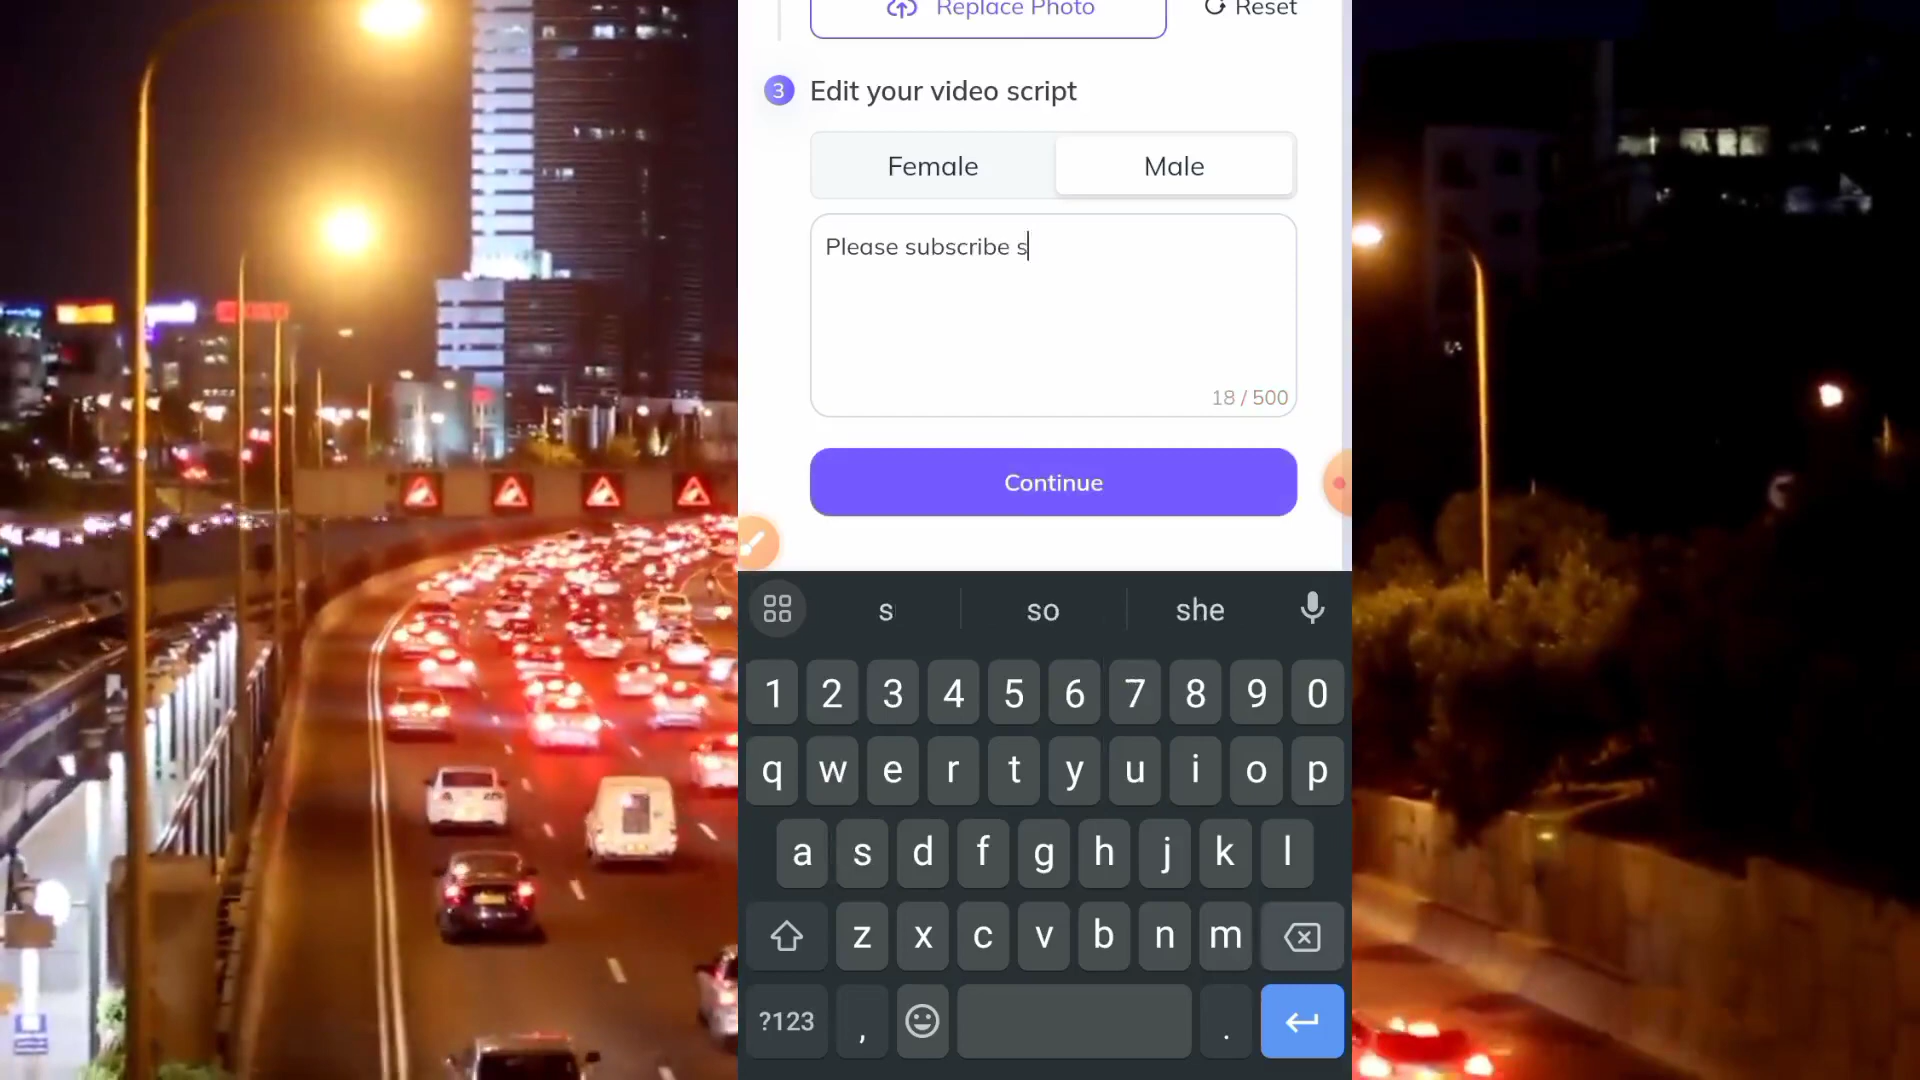 Replace Photo
Reset
3 Edit your video script
Female
Male
Please subscribe s
18 / 500
Continue
s
so
she
1 2 3 4 5 6 7 8 9 0
q w e r t y u i o p
a s d f g h j k l
z x c v b n m
?123 , .